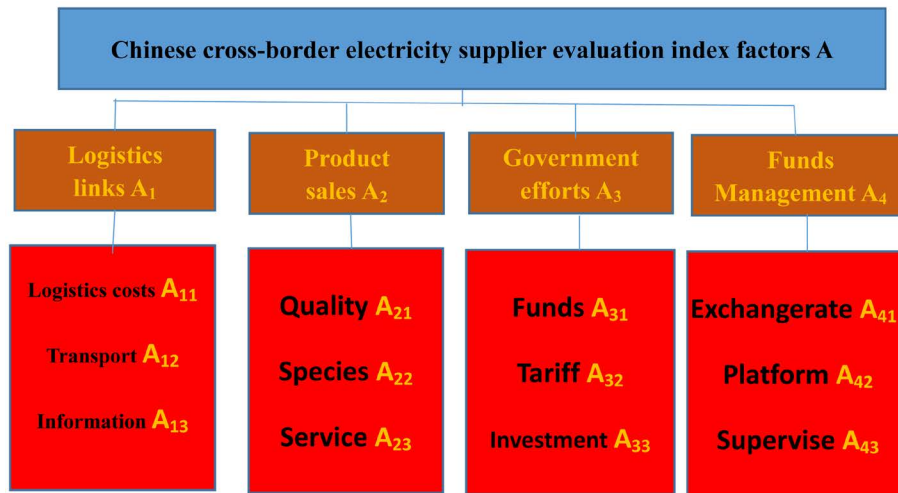 Chinese cross-border electricity supplier evaluation index factors A
Logistics
links A₁
Product
sales A₂
Government
efforts A₃
Funds
Management A₄
Logistics costs A₁₁
Transport A₁₂
Information A₁₃
Quality A₂₁
Species A₂₂
Service A₂₃
Funds A₃₁
Tariff A₃₂
Investment A₃₃
Exchangerate A₄₁
Platform A₄₂
Supervise A₄₃